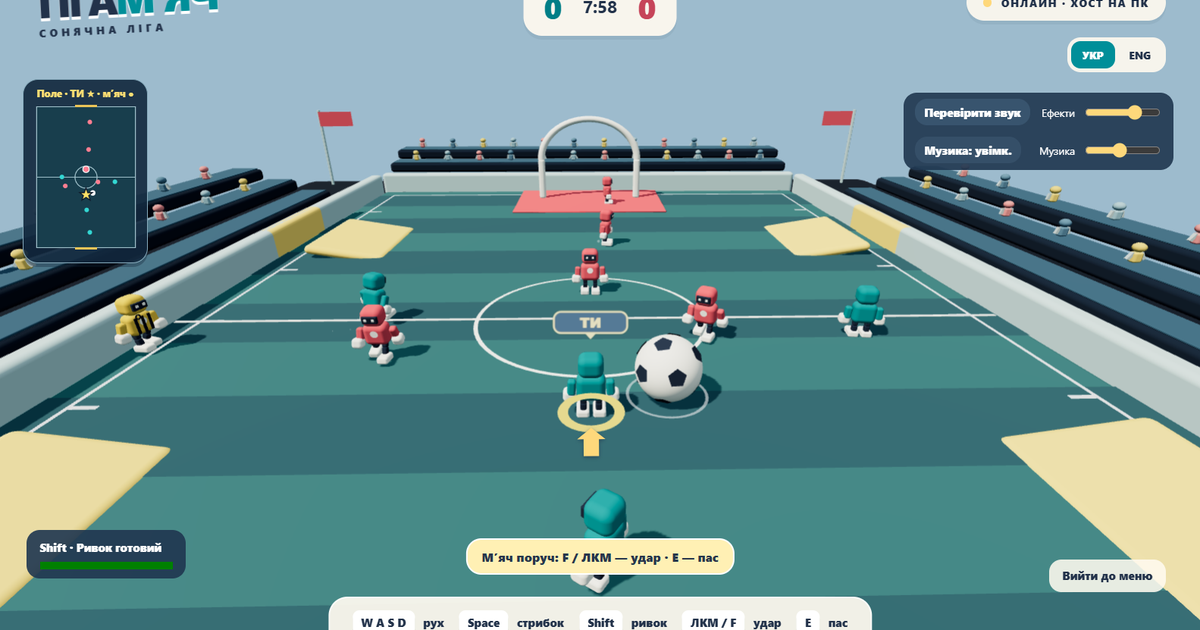 ПГАМ'ЯЧ
СОНЯЧНА ЛІГА
0 7:58 0
ОНЛАЙН · ХОСТ НА ПК
УКР ENG
Поле · ТИ ★ · м'яч ●
Перевірити звук Ефекти
Музика: увімк. Музика
ТИ
Shift · Ривок готовий
М'яч поруч: F / ЛКМ — удар · E — пас
Вийти до меню
W A S D рух Space стрибок Shift ривок ЛКМ / F удар E пас